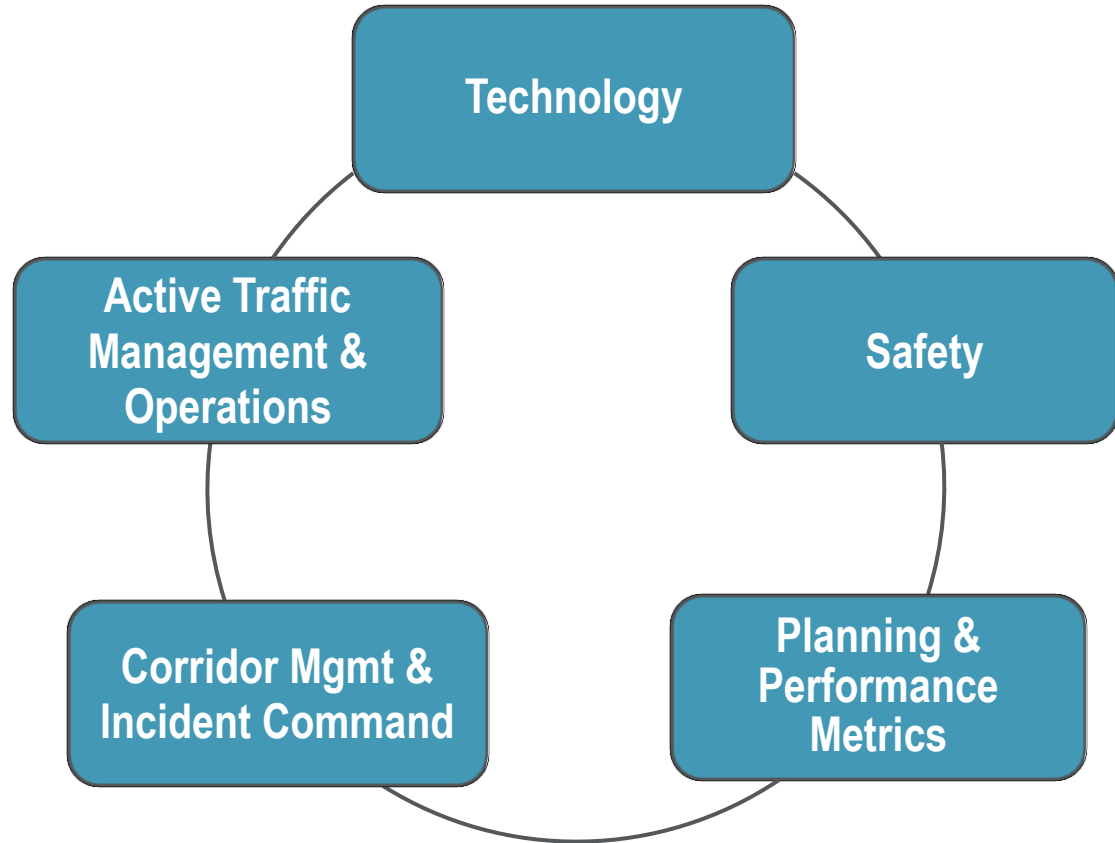 Technology
Active Traffic
Management &
Operations
Safety
Corridor Mgmt &
Incident Command
Planning &
Performance
Metrics